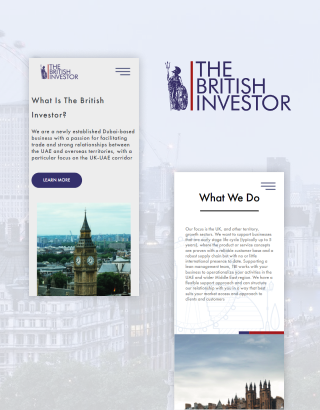 THE
BRITISH
INVESTOR
What Is The British
Investor?
We are a newly established Dubai-based
business with a passion for facilitating
trade and strong relationships between
the UAE and overseas territories, with a
particular focus on the UK-UAE corridor
LEARN MORE
THE
BRITISH
INVESTOR
What We Do
Our focus is the UK, and other territory,
growth sectors. We want to support businesses
that are early stage life cycle (typically up to 5
years), where the product or service concepts
are proven with a reliable customer base and a
robust supply chain but with no or little
international presence to date. Supporting a
lean management team, TBI works with your
business to operationalise your activities in the
UAE and wider Middle East region. We have a
flexible support approach and can structure
our relationship with you in a way that best
suits your market access and approach to
clients and customers